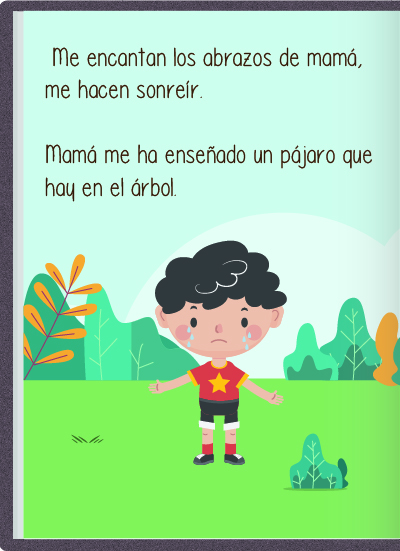 Me encantan los abrazos de mamá,
me hacen sonreír.
Mamá me ha enseñado un pájaro que
hay en el árbol.